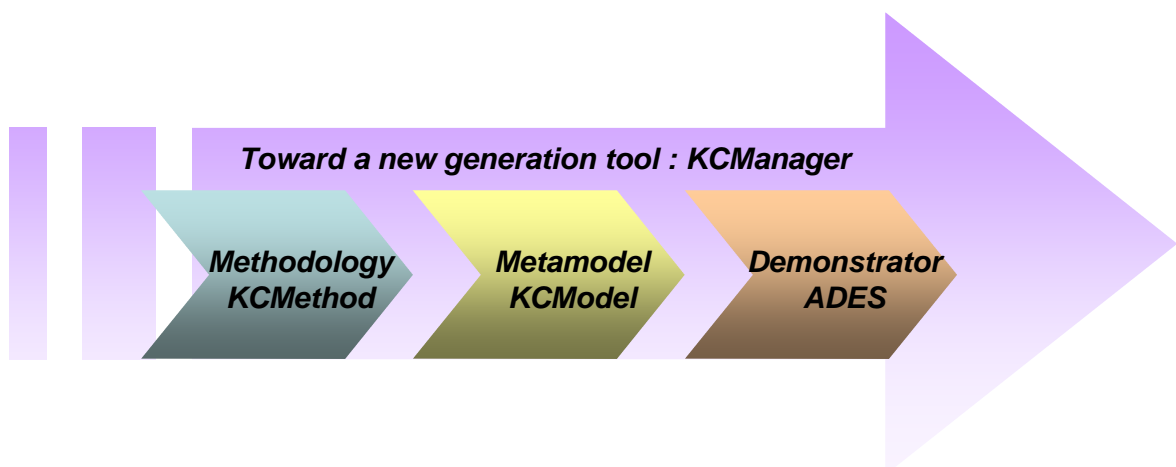 Toward a new generation tool : KCManager
Methodology
KCMethod
Metamodel
KCModel
Demonstrator
ADES